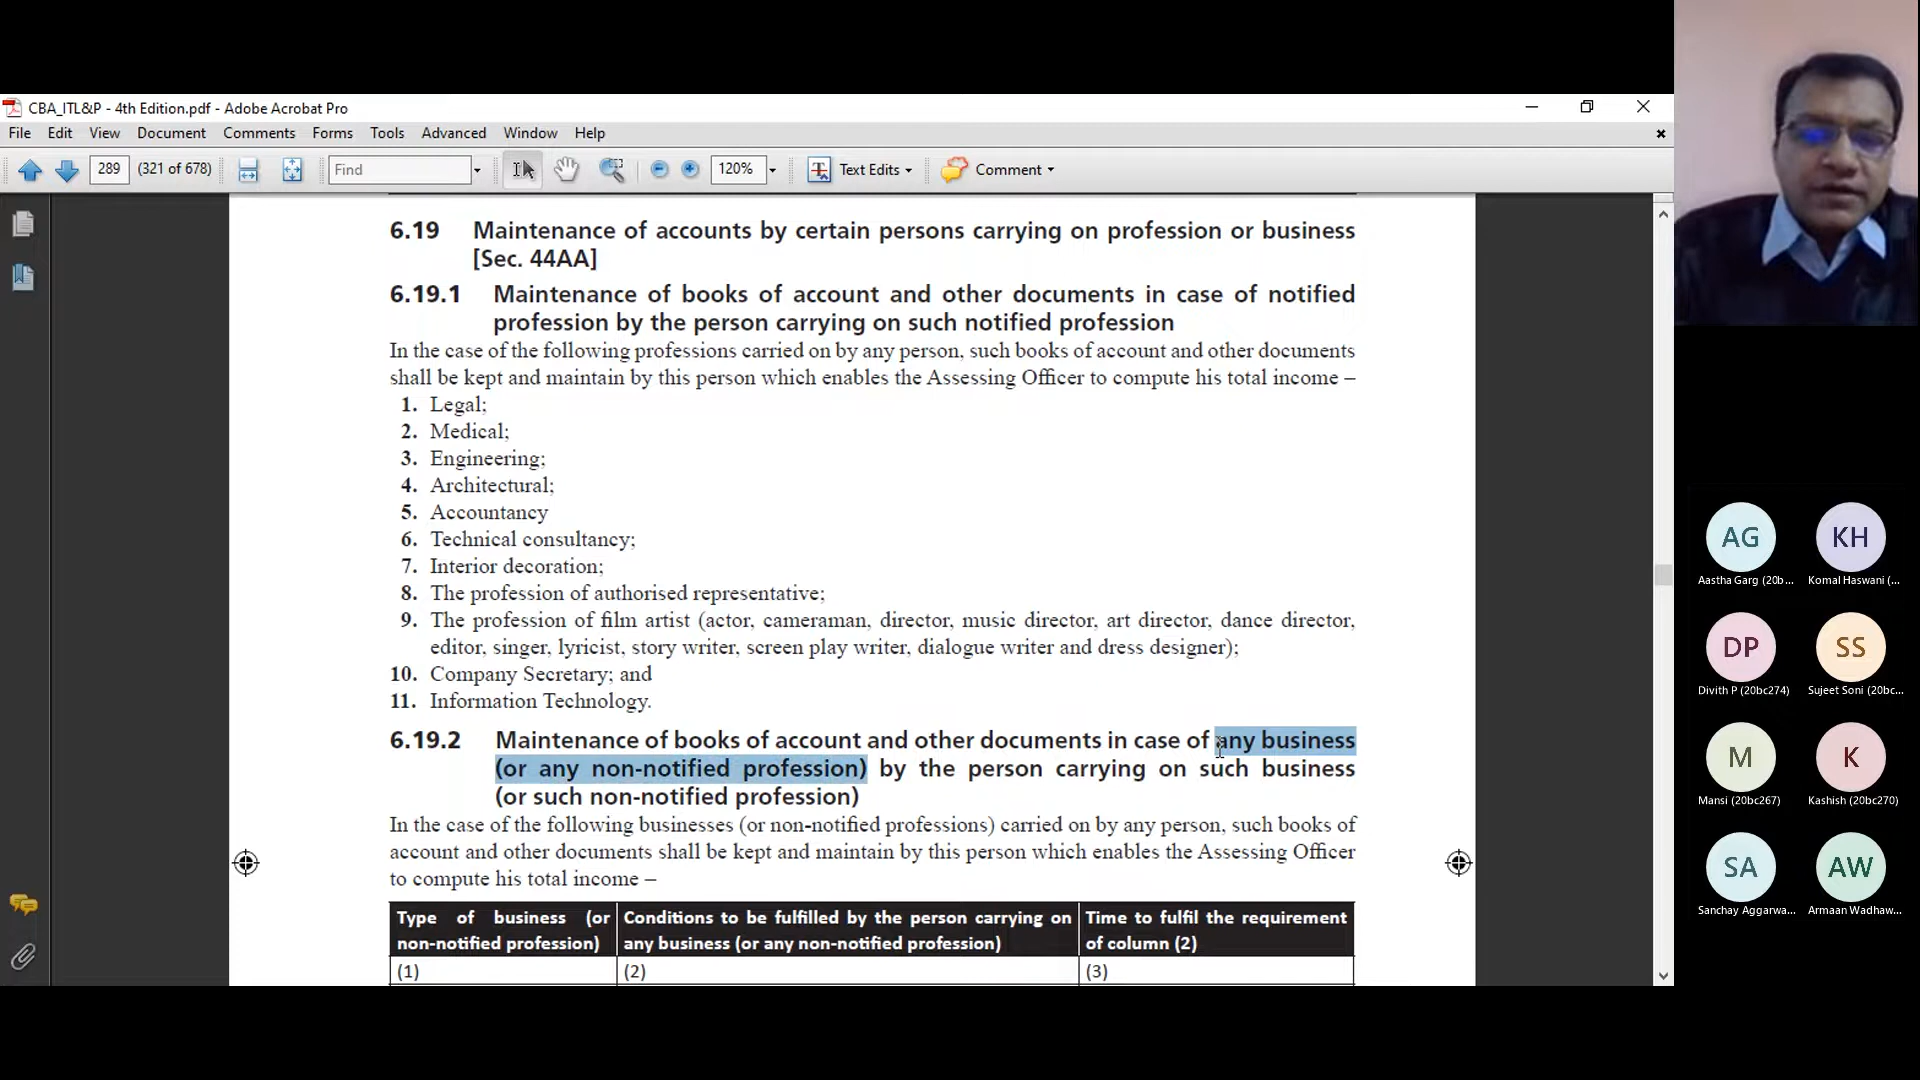 CBA_ITL&P - 4th Edition.pdf - Adobe Acrobat Pro
File Edit View Document Comments Forms Tools Advanced Window Help
289 (321 of 678) Find 120% Text Edits Comment
6.19 Maintenance of accounts by certain persons carrying on profession or business
[Sec. 44AA]
6.19.1 Maintenance of books of account and other documents in case of notified
profession by the person carrying on such notified profession
In the case of the following professions carried on by any person, such books of account and other documents
shall be kept and maintain by this person which enables the Assessing Officer to compute his total income –
1. Legal;
2. Medical;
3. Engineering;
4. Architectural;
5. Accountancy
6. Technical consultancy;
7. Interior decoration;
8. The profession of authorised representative;
9. The profession of film artist (actor, cameraman, director, music director, art director, dance director,
editor, singer, lyricist, story writer, screen play writer, dialogue writer and dress designer);
10. Company Secretary; and
11. Information Technology.
6.19.2 Maintenance of books of account and other documents in case of any business
(or any non-notified profession) by the person carrying on such business
(or such non-notified profession)
In the case of the following businesses (or non-notified professions) carried on by any person, such books of
account and other documents shall be kept and maintain by this person which enables the Assessing Officer
to compute his total income –
Type of business (or non-notified profession)
Conditions to be fulfilled by the person carrying on any business (or any non-notified profession)
Time to fulfil the requirement of column (2)
(1) (2) (3)
AG KH
Aastha Garg (20b... Komal Haswani (...
DP SS
Divith P (20bc274) Sujeet Soni (20bc...
M K
Mansi (20bc267) Kashish (20bc270)
SA AW
Sanchay Aggarwa... Armaan Wadhaw...